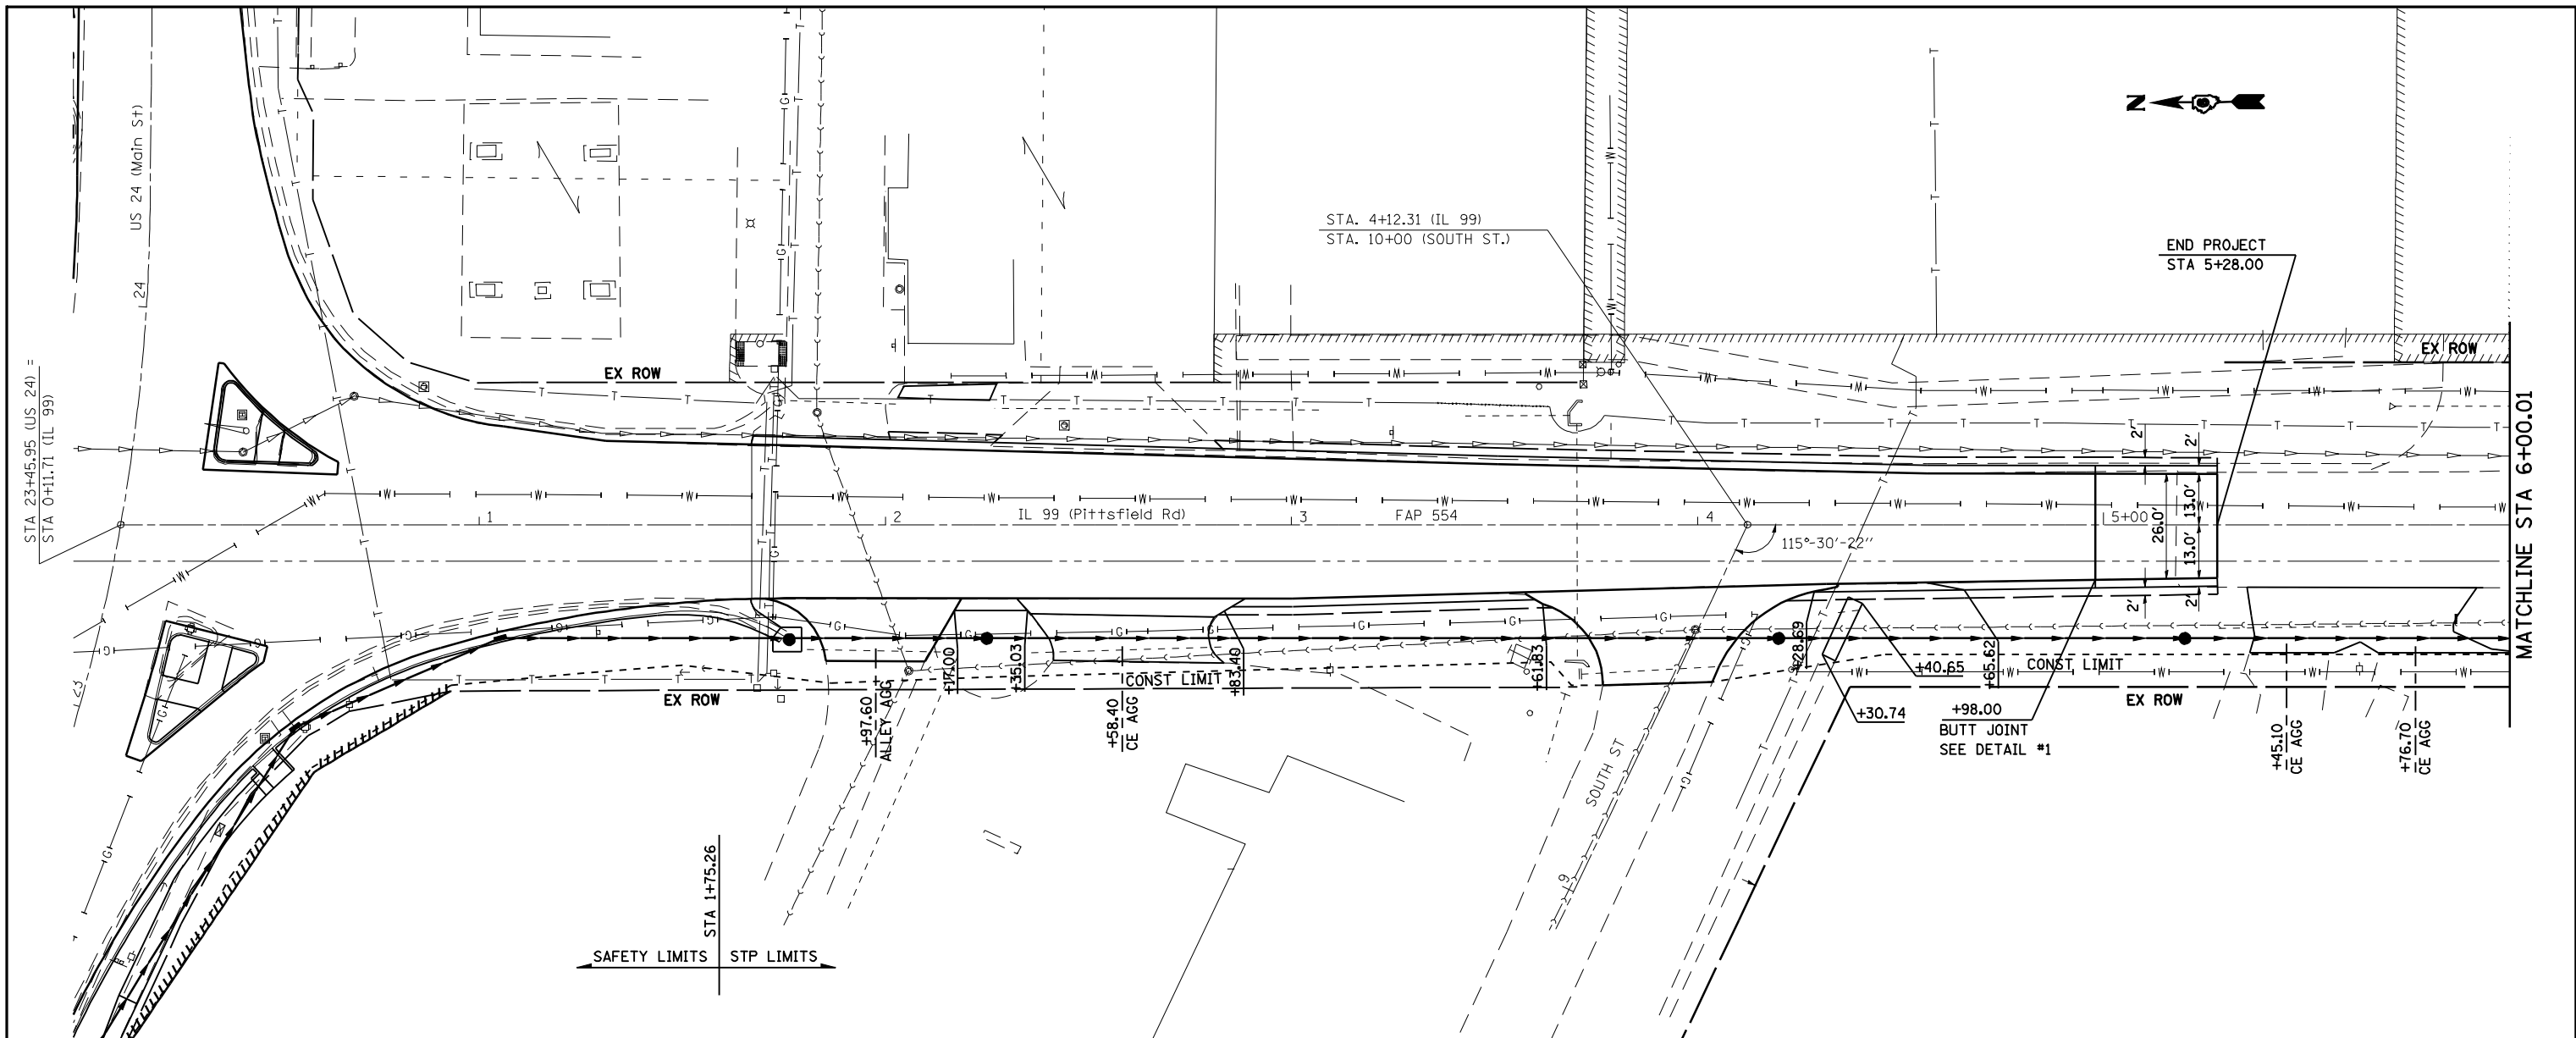 US 24 (Main St)
24
N
STA. 4+12.31 (IL 99)
STA. 10+00 (SOUTH ST.)
END PROJECT
STA 5+28.00
EX ROW
EX ROW
STA 23+45.95 (US 24) =
STA 0+11.71 (IL 99)
1
2
IL 99 (Pittsfield Rd)
3
FAP 554
4
5+00
115°-30'-22"
2'
2'
26.0'
13.0'
13.0'
2'
2'
MATCHLINE STA 6+00.01
23
+17.00
+35.03
+83.40
+61.83
+28.69
+40.65
+65.62
CONST LIMIT
CONST LIMIT
EX ROW
EX ROW
+97.60
ALLEY AGG
+58.40
CE AGG
+30.74
+98.00
BUTT JOINT
SEE DETAIL #1
+45.10
CE AGG
+76.70
CE AGG
SOUTH ST
9
STA 1+75.26
SAFETY LIMITS
STP LIMITS